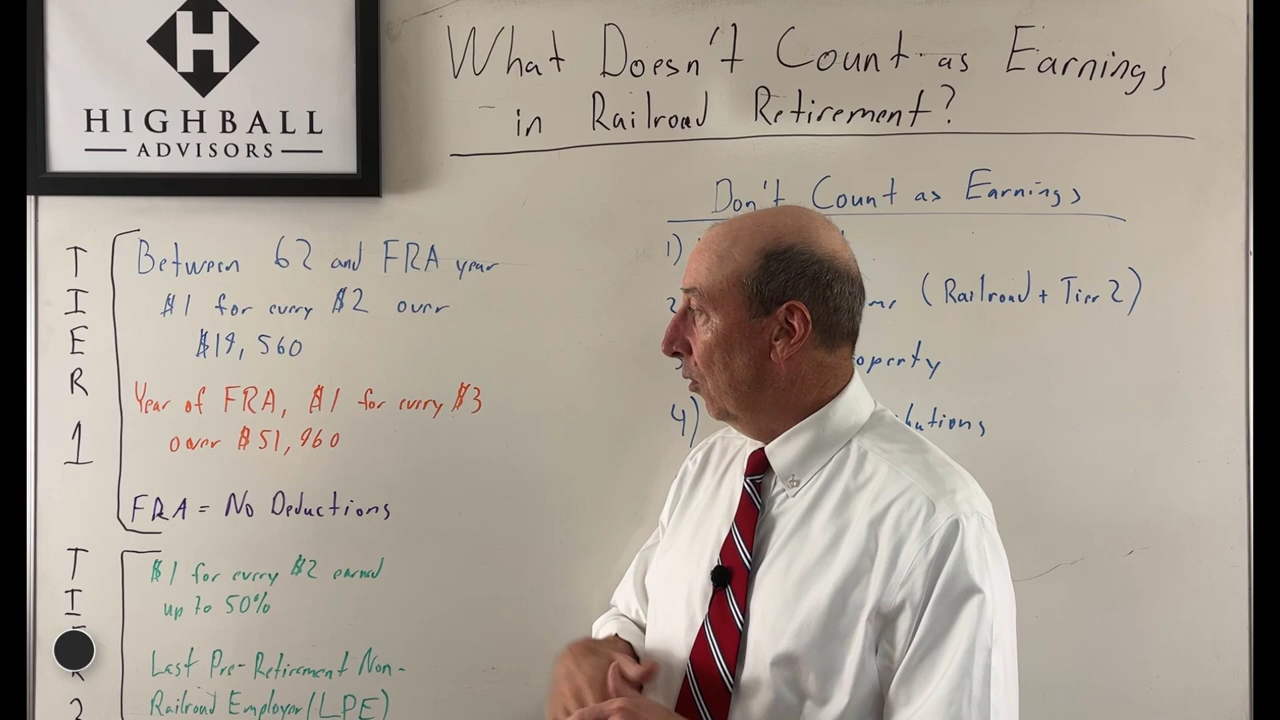 HIGHBALL
ADVISORS
What Doesn't Count as Earnings
in Railroad Retirement?
TIER 1
Between 62 and FRA year
$1 for every $2 over
$19,560
Year of FRA, $1 for every $3
over $51,960
FRA = No Deductions
$1 for every $2 earned
up to 50%
Last Pre-Retirement Non-
Railroad Employer (LPE)
Don't Count as Earnings
1)
(Railroad + Tier 2)
4)